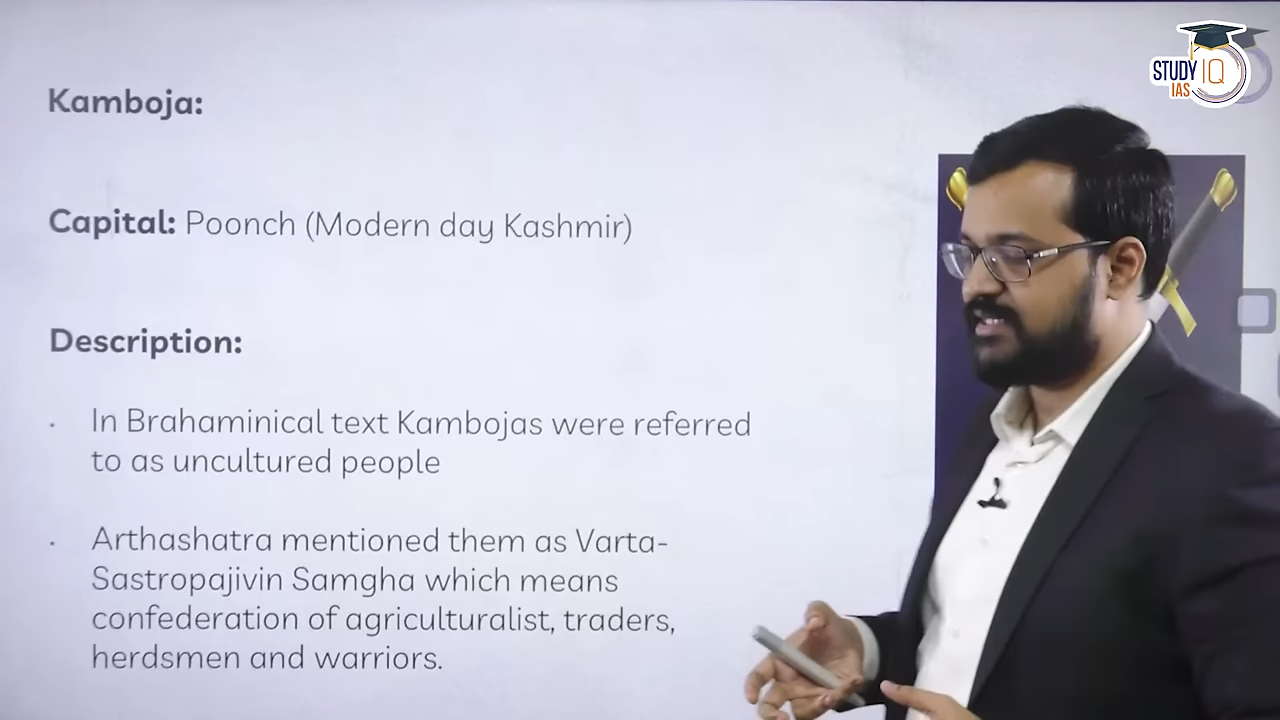 STUDY IQ
IAS
Kamboja:
Capital: Poonch (Modern day Kashmir)
Description:
· In Brahaminical text Kambojas were referred
to as uncultured people
· Arthashatra mentioned them as Varta-
Sastropajivin Samgha which means
confederation of agriculturalist, traders,
herdsmen and warriors.